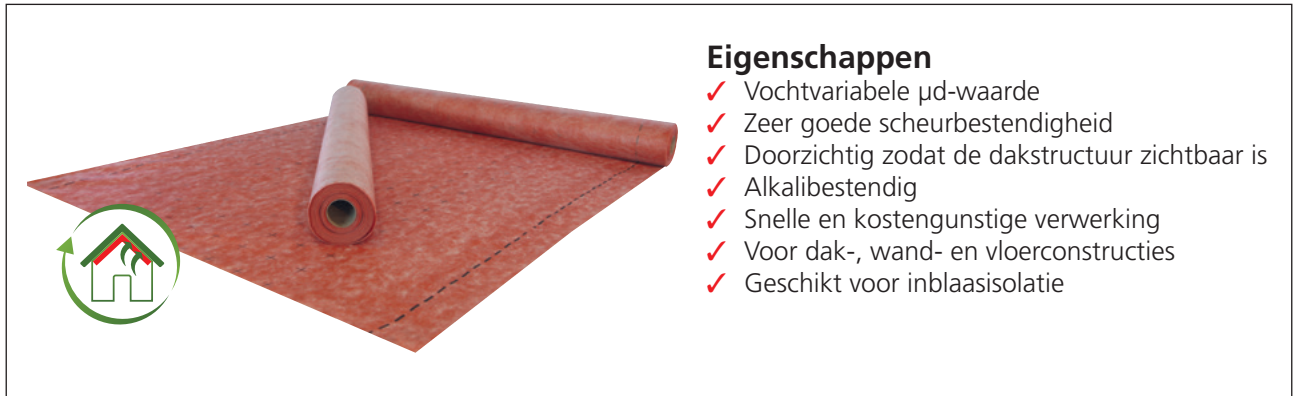 Eigenschappen
✓ Vochtvariabele µd-waarde
✓ Zeer goede scheurbestendigheid
✓ Doorzichtig zodat de dakstructuur zichtbaar is
✓ Alkalibestendig
✓ Snelle en kostengunstige verwerking
✓ Voor dak-, wand- en vloerconstructies
✓ Geschikt voor inblaasisolatie